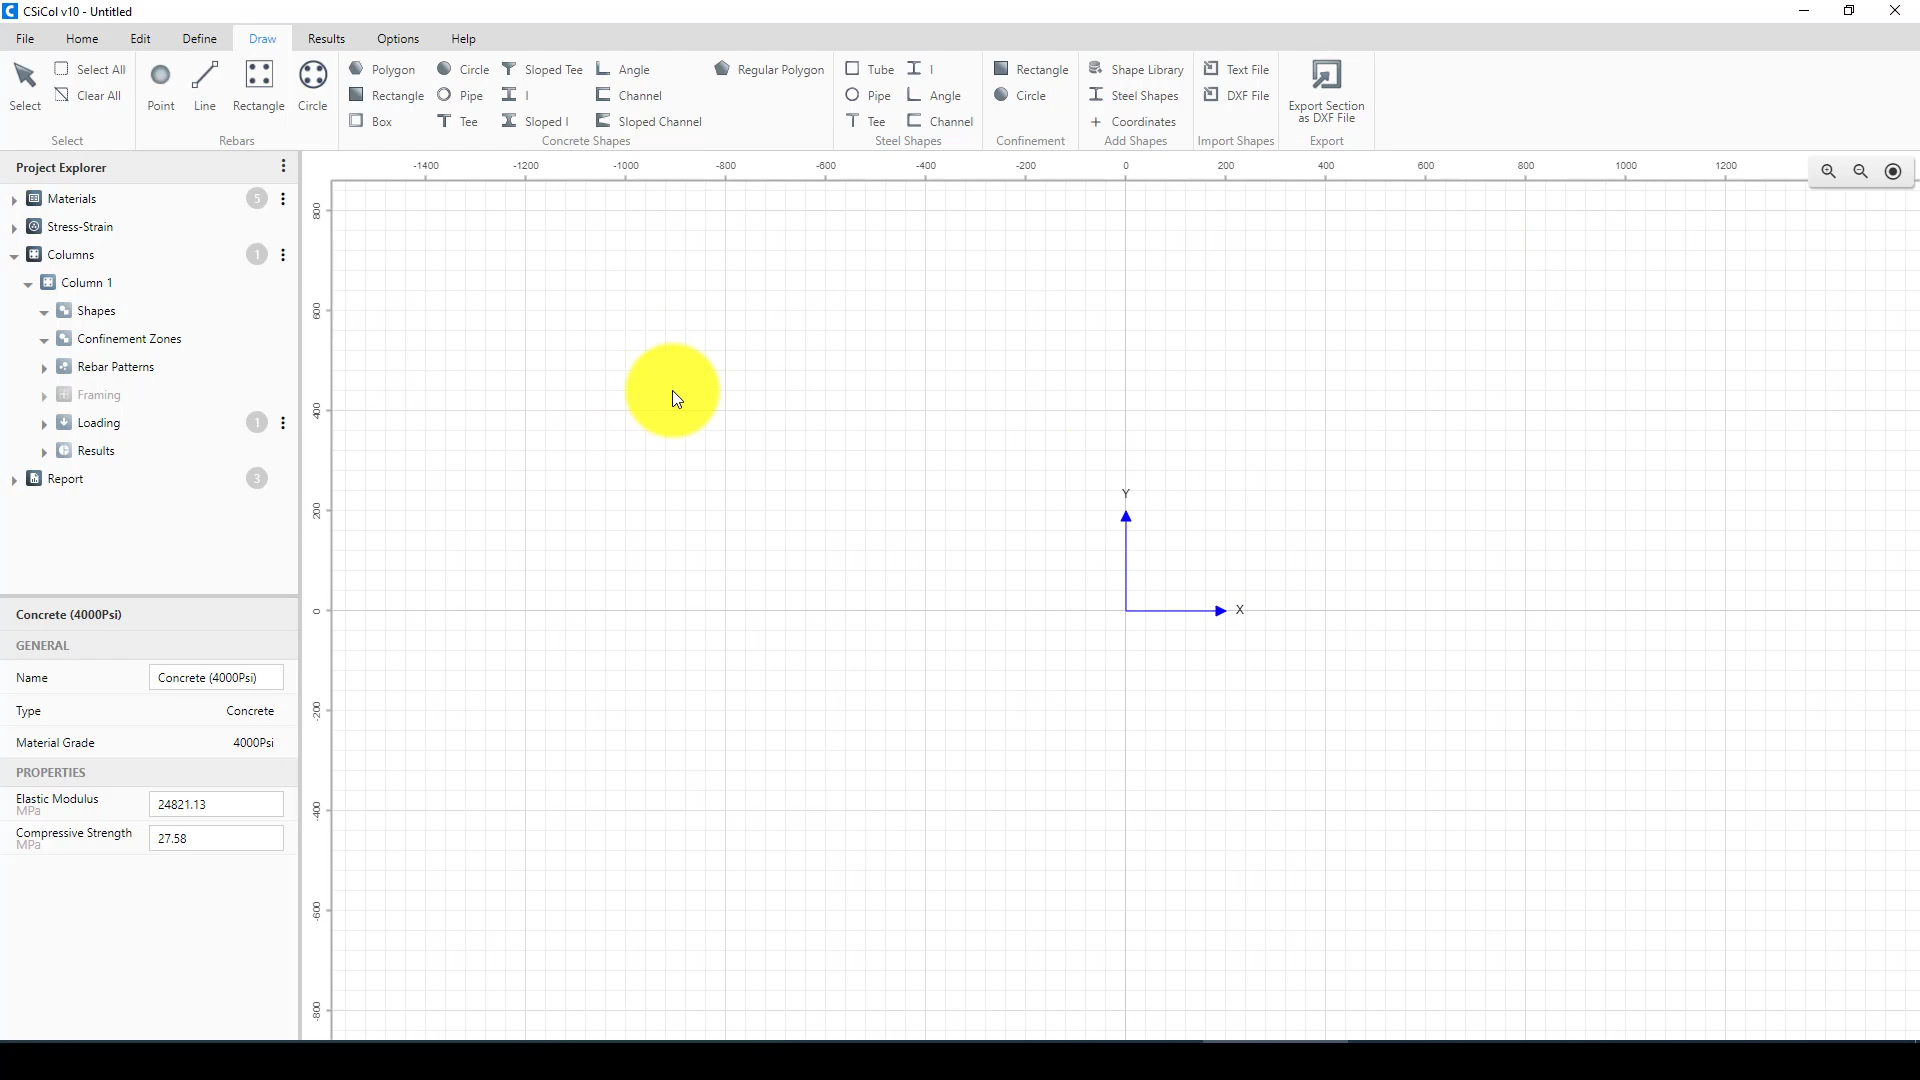 CSiCol v10 - Untitled
File Home Edit Define Draw Results Options Help
Select
Select All
Clear All
Select
Point
Line
Rectangle
Circle
Rebars
Polygon Circle Sloped Tee Angle Regular Polygon
Rectangle Pipe I Channel
Box Tee Sloped I Sloped Channel
Concrete Shapes
Tube I
Pipe Angle
Tee Channel
Steel Shapes
Rectangle
Circle
Confinement
Shape Library
Steel Shapes
Coordinates
Add Shapes
Text File
DXF File
Import Shapes
Export Section
as DXF File
Export
Project Explorer
Materials 5
Stress-Strain
Columns 1
Column 1
Shapes
Confinement Zones
Rebar Patterns
Framing
Loading 1
Results
Report 3
Concrete (4000Psi)
GENERAL
Name Concrete (4000Psi)
Type Concrete
Material Grade 4000Psi
PROPERTIES
Elastic Modulus
MPa
24821.13
Compressive Strength
MPa
27.58
-1400 -1200 -1000 -800 -600 -400 -200 0 200 400 600 800 1000 1200
800
600
400
200
0
-200
-400
-600
-800
Y
X